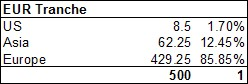 EUR Tranche
US 8.5 1.70%
Asia 62.25 12.45%
Europe 429.25 85.85%
500 1